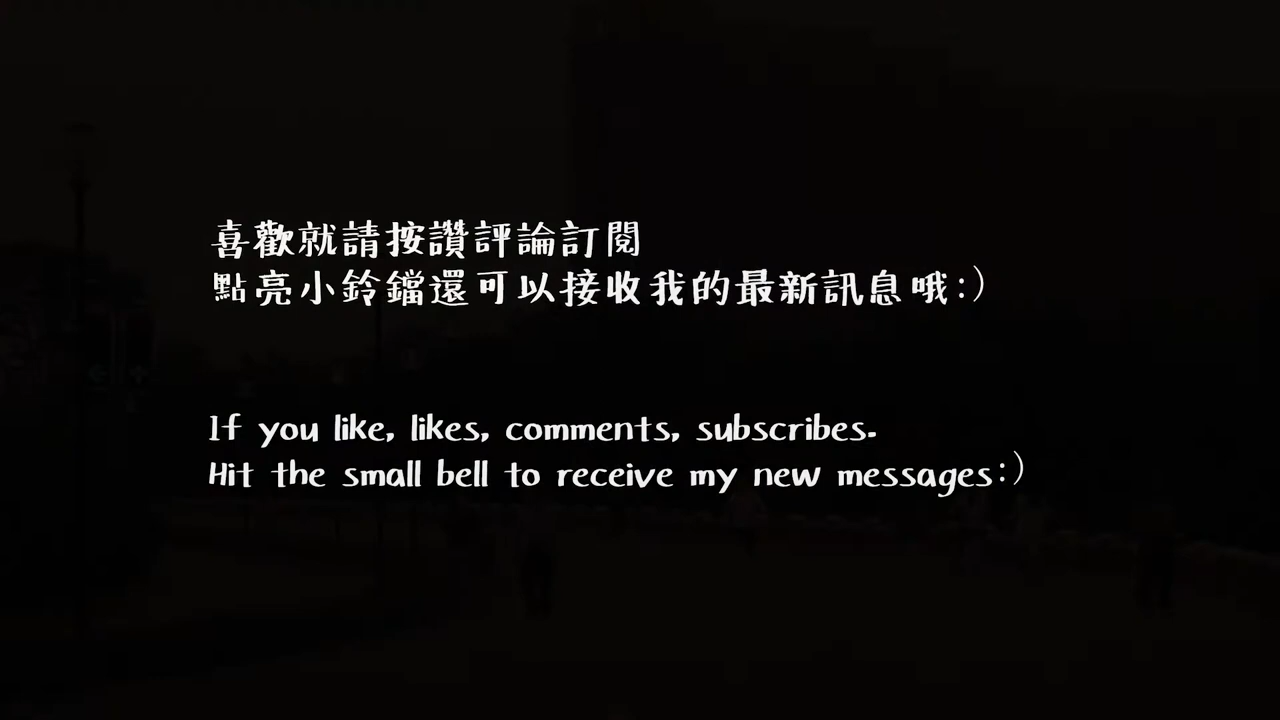 喜歡就請按讚評論訂閱
點亮小鈴鐺還可以接收我的最新訊息哦:)
If you like, likes, comments, subscribes.
Hit the small bell to receive my new messages:)